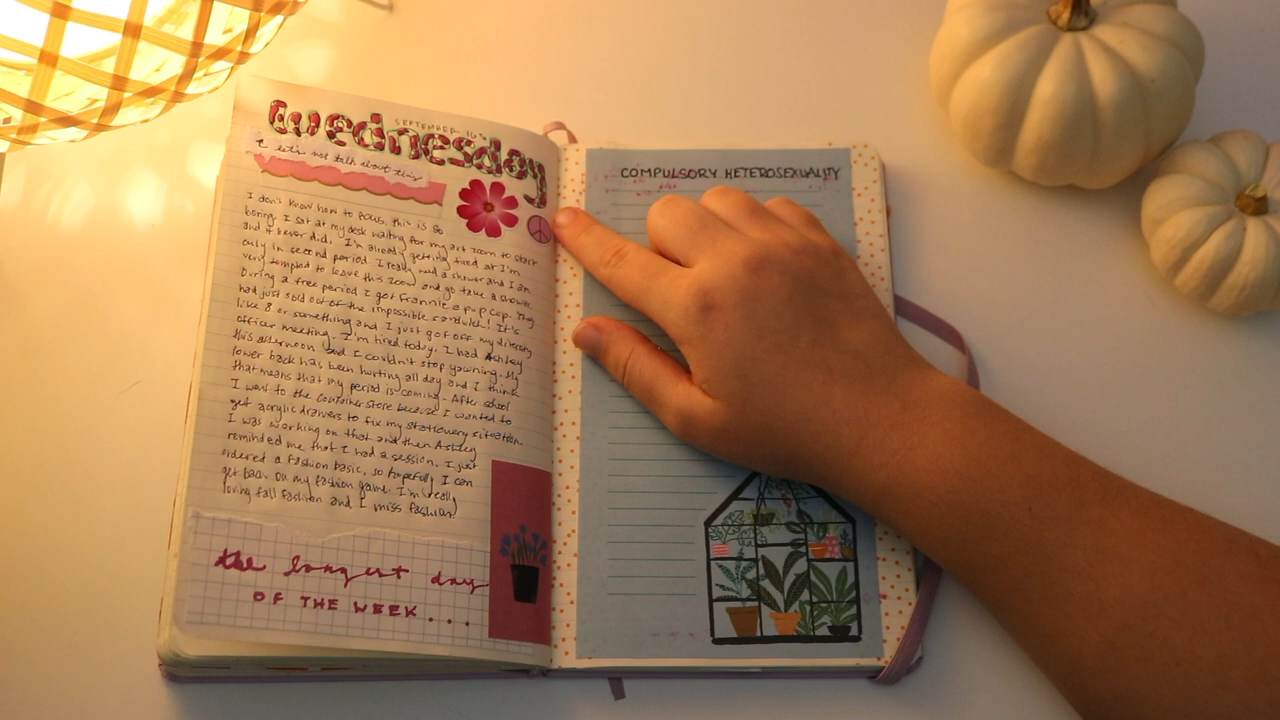 SEPTEMBER 16th
wednesday
let's not talk about this
I don't know how to focus, this is so
boring. I sat at my desk waiting for my art zoom to start
and it never did. I'm already getting tired at I'm
only in second period. I really need a shower and I am
very tempted to leave this zoom and go take a shower.
During a free period I got Frannie a pup cup. They
had just sold out of the impossible sandwich! It's
like 8 or something and I just got off my diversity
officer meeting. I'm tired today. I had Ashley
this afternoon and I couldn't stop yawning. My
lower back has been hurting all day and I think
that means that my period is coming. After school
I went to the container store because I wanted to
get acrylic drawers to fix my stationery situation.
I was working on that and then Ashley
reminded me that I had a session. I just
ordered a fashion basic, so hopefully I can
get back on my fashion game. I'm really
loving fall fashion and I miss fashion!
the longest day
OF THE WEEK....
COMPULSORY HETEROSEXUALITY